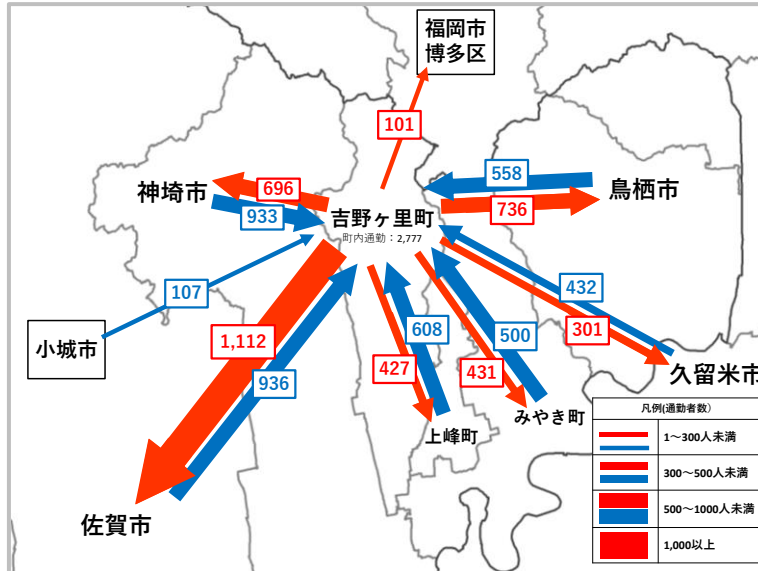 福岡市
博多区
101
558
神埼市
696
鳥栖市
933
736
吉野ヶ里町
町内通勤：2,777
107
432
小城市
1,112
608
500
301
936
427
431
久留米市
みやき町
上峰町
佐賀市
凡例(通勤者数)
1～300人未満
300～500人未満
500～1000人未満
1,000以上